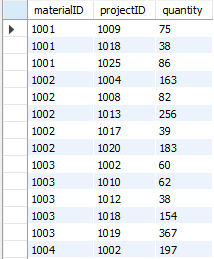 materialID projectID quantity
1001 1009 75
1001 1018 38
1001 1025 86
1002 1004 163
1002 1008 82
1002 1013 256
1002 1017 39
1002 1020 183
1003 1002 60
1003 1010 62
1003 1012 38
1003 1018 154
1003 1019 367
1004 1002 197